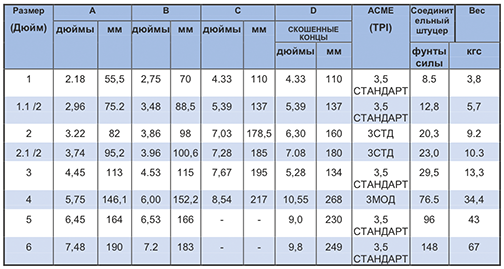 Размер (Дюйм) A B C D ACME (TPI) Соединит ельный штуцер Вес
дюймы мм дюймы мм дюймы мм СКОШЕННЫЕ КОНЦЫ
дюймы мм фунты силы кгс
1 2.18 55,5 2,75 70 4.33 110 4.33 110 3,5 СТАНДАРТ 8.5 3,8
1.1 /2 2,96 75.2 3,48 88,5 5,39 137 5,39 137 3,5 СТАНДАРТ 12,8 5,7
2 3.22 82 3,86 98 7,03 178,5 6,30 160 3СТД 20,3 9.2
2.1 /2 3,74 95,2 3.96 100,6 7,28 185 7.08 180 3СТД 23,0 10.3
3 4,45 113 4.53 115 7,67 195 5,28 134 3,5 СТАНДАРТ 29,5 13,3
4 5,75 146,1 6,00 152,2 8,54 217 10,55 268 3МОД 76.5 34,4
5 6,45 164 6,53 166 - - 9,0 230 3,5 СТАНДАРТ 96 43
6 7,48 190 7.2 183 - - 9,8 249 3,5 СТАНДАРТ 148 67